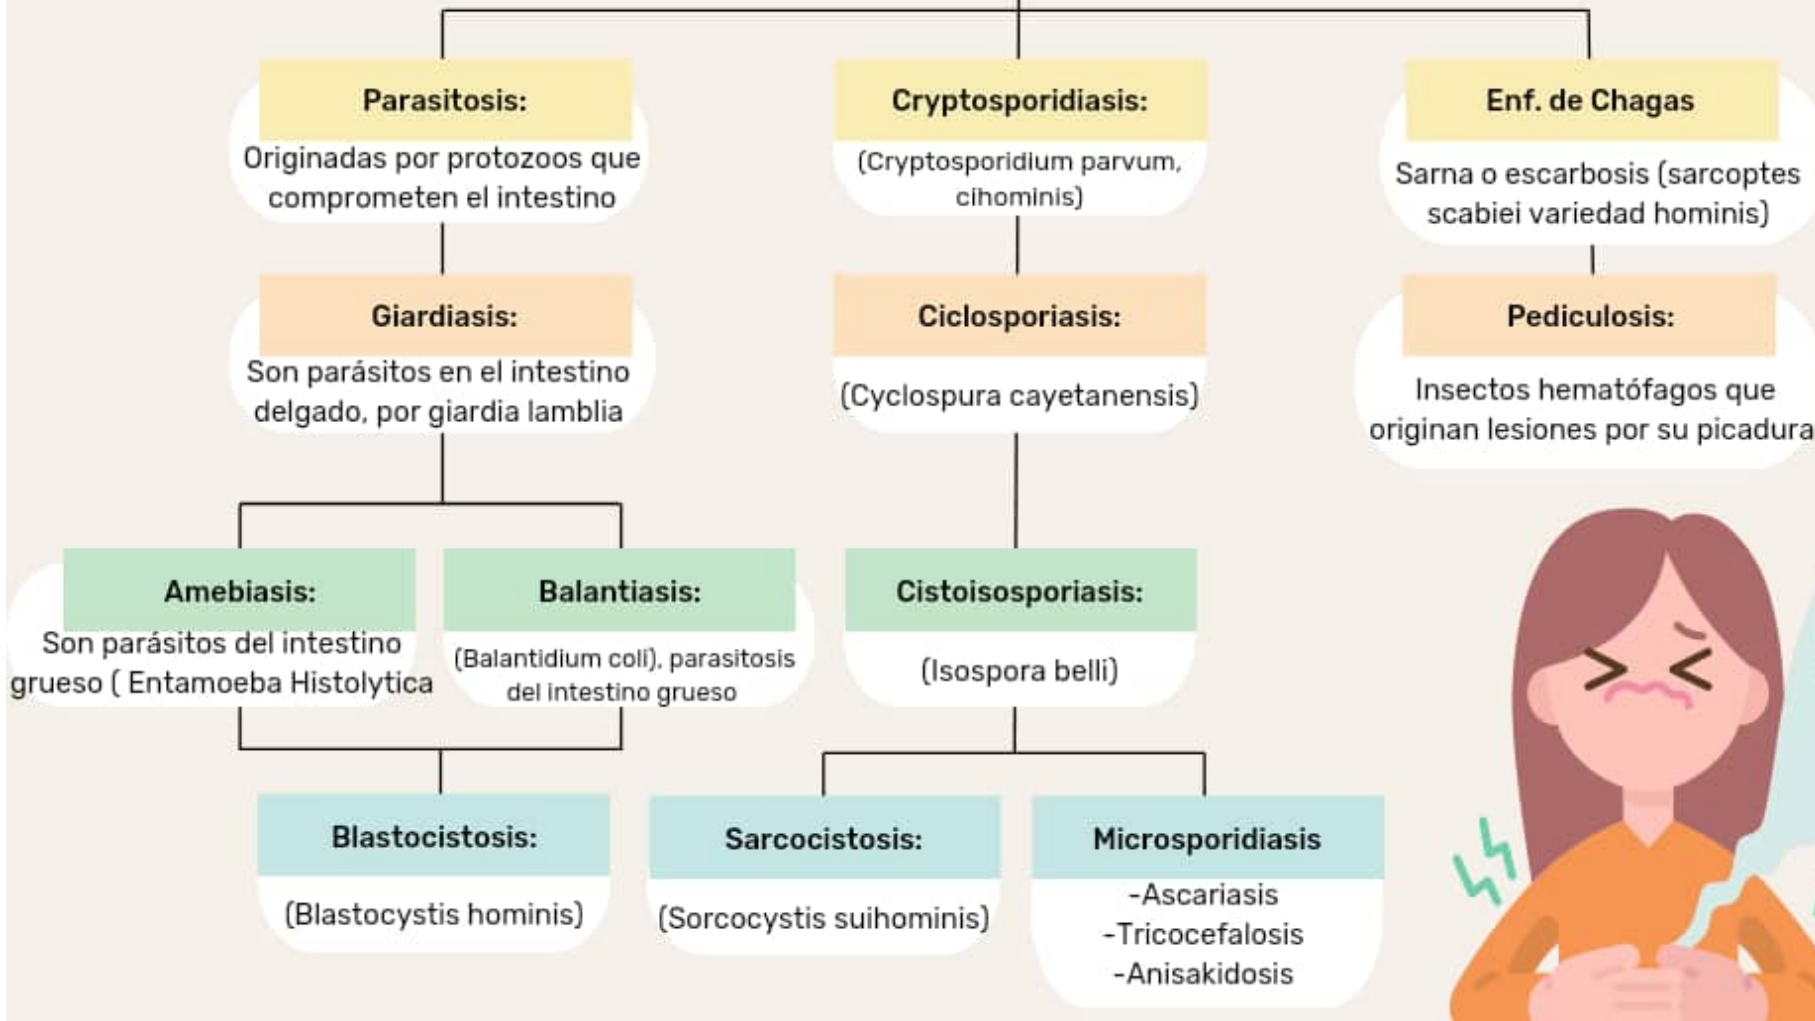 Parasitosis:
Originadas por protozoos que
comprometen el intestino
Cryptosporidiasis:
(Cryptosporidium parvum,
cihominis)
Enf. de Chagas
Sarna o escarbosis (sarcoptes
scabiei variedad hominis)
Giardiasis:
Son parásitos en el intestino
delgado, por giardia lamblia
Ciclosporiasis:
(Cyclospura cayetanensis)
Pediculosis:
Insectos hematófagos que
originan lesiones por su picadura
Amebiasis:
Son parásitos del intestino
grueso ( Entamoeba Histolytica
Balantiasis:
(Balantidium coli), parasitosis
del intestino grueso
Cistoisosporiasis:
(Isospora belli)
Blastocistosis:
(Blastocystis hominis)
Sarcocistosis:
(Sorcocystis suihominis)
Microsporidiasis
-Ascariasis
-Tricocefalosis
-Anisakidosis